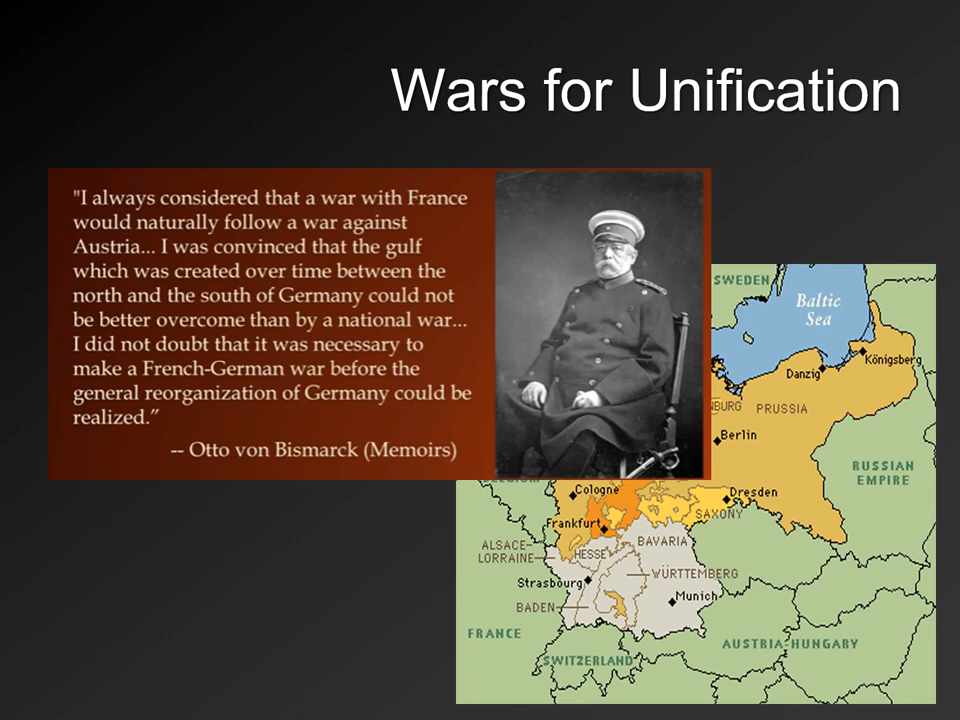 Wars for Unification
"I always considered that a war with France
would naturally follow a war against
Austria... I was convinced that the gulf
which was created over time between the
north and the south of Germany could not
be better overcome than by a national war...
I did not doubt that it was necessary to
make a French-German war before the
general reorganization of Germany could be
realized.”
-- Otto von Bismarck (Memoirs)
SWEDEN
Baltic
Sea
Königsberg
Danzig
PRUSSIA
Berlin
RUSSIAN
EMPIRE
Cologne
Dresden
SAXONY
Frankfurt
BAVARIA
ALSACE-
LORRAINE
HESSE
WÜRTTEMBERG
Strasbourg
Munich
BADEN
FRANCE
AUSTRIA-HUNGARY
SWITZERLAND